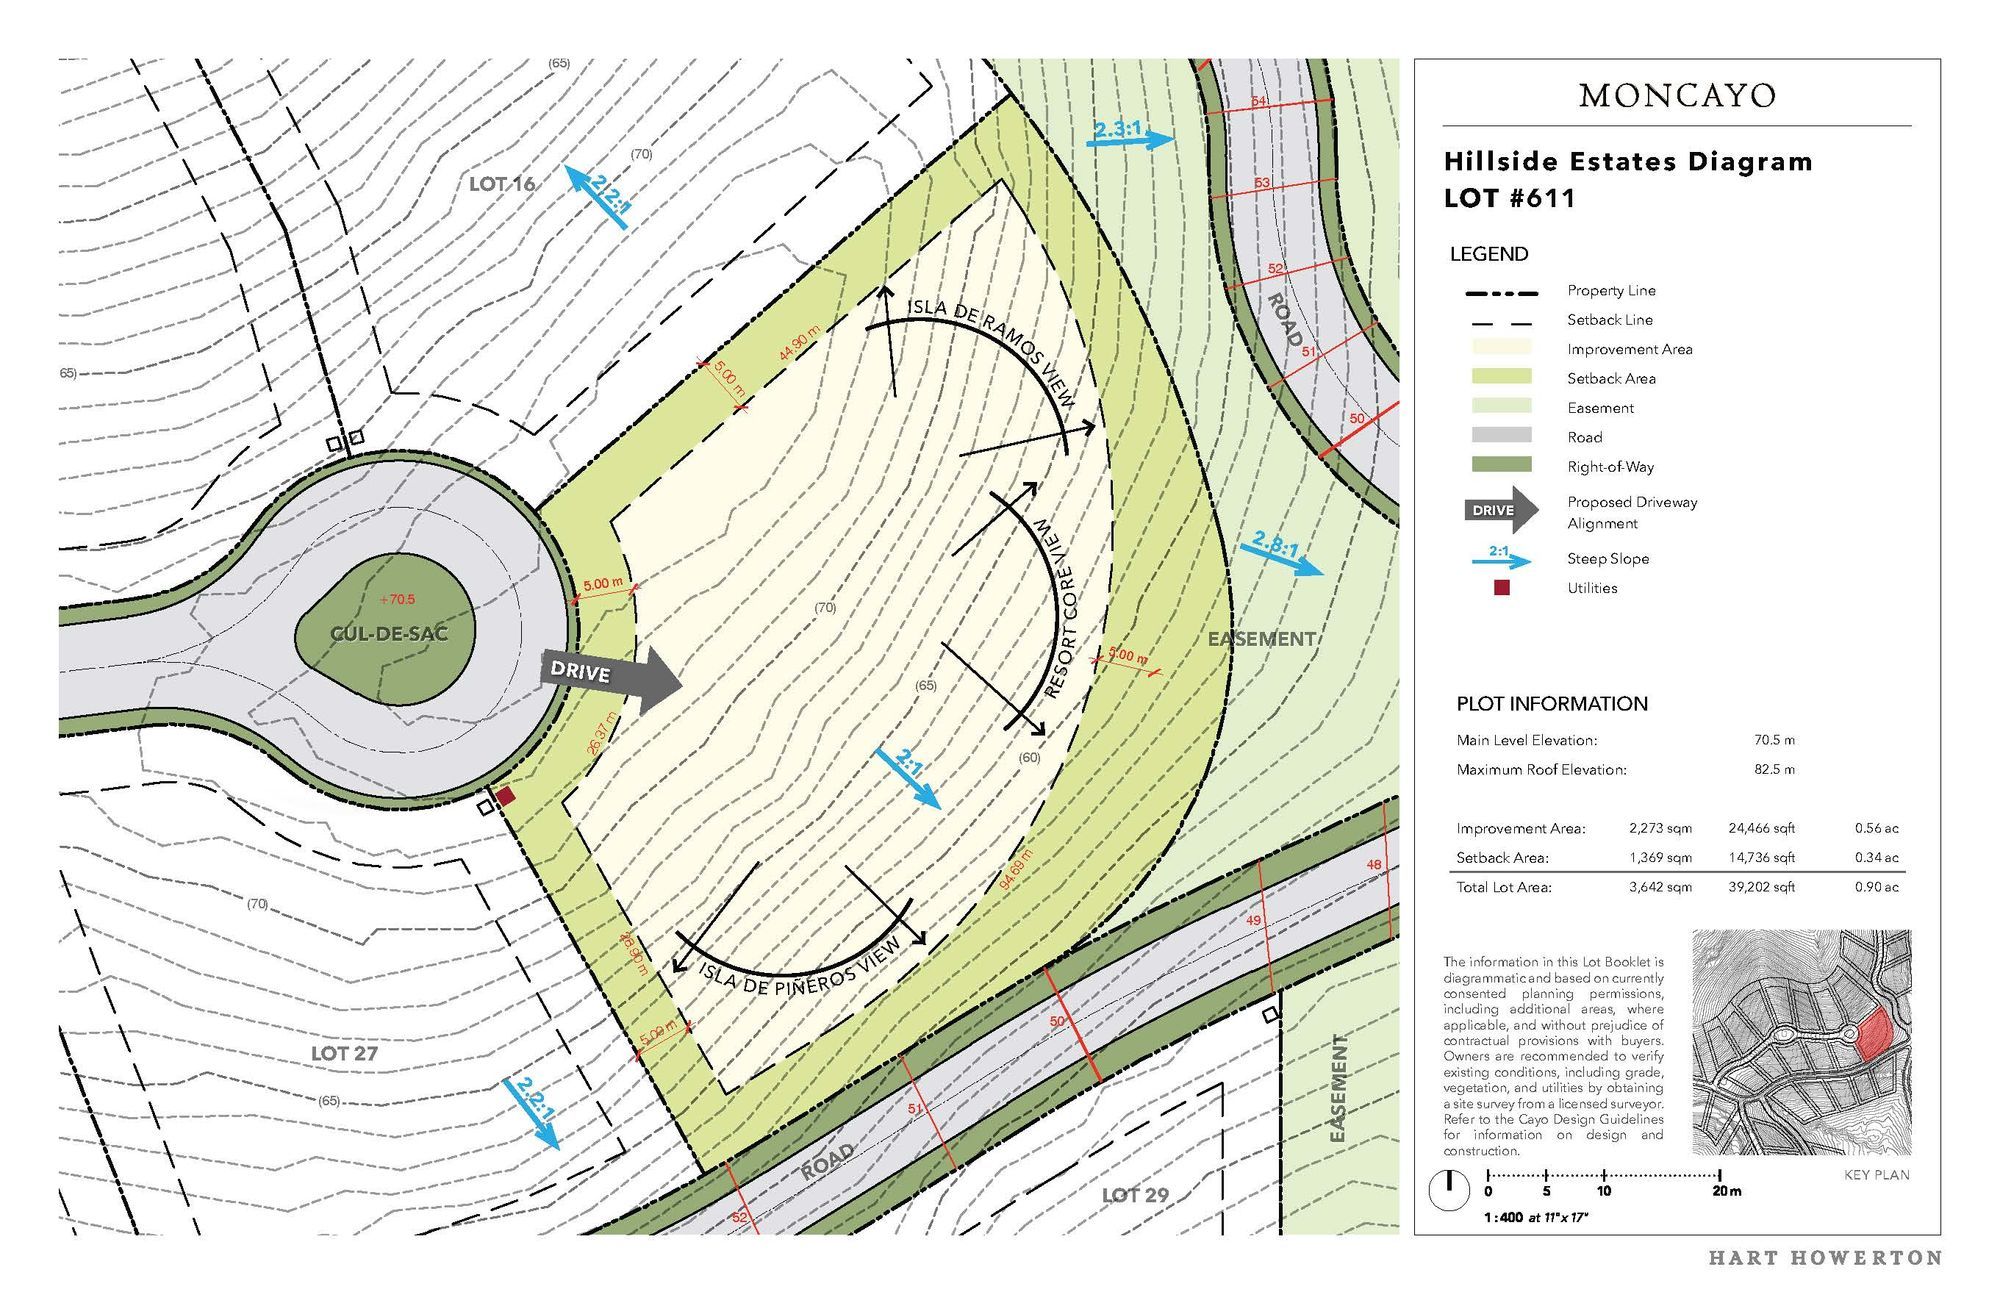 (65)
(70)
LOT 16
2.2:1
2.3:1
54
53
52
ROAD
51
50
65)
44.90 m
5.00 m
ISLA DE RAMOS VIEW
+70.5
CUL-DE-SAC
5.00 m
DRIVE
26.37 m
(70)
RESORT CORE VIEW
2.8:1
EASEMENT
5.00 m
(65)
(60)
2:1
94.69 m
48
49
50
51
52
ROAD
ISLA DE PIÑEROS VIEW
5.00 m
(70)
LOT 27
(65)
2.2:1
LOT 29
EASEMENT
MONCAYO
Hillside Estates Diagram
LOT #611
LEGEND
Property Line
Setback Line
Improvement Area
Setback Area
Easement
Road
Right-of-Way
DRIVE
Proposed Driveway
Alignment
2:1
Steep Slope
Utilities
PLOT INFORMATION
Main Level Elevation: 70.5 m
Maximum Roof Elevation: 82.5 m
Improvement Area: 2,273 sqm 24,466 sqft 0.56 ac
Setback Area: 1,369 sqm 14,736 sqft 0.34 ac
Total Lot Area: 3,642 sqm 39,202 sqft 0.90 ac
The information in this Lot Booklet is
diagrammatic and based on currently
consented planning permissions,
including additional areas, where
applicable, and without prejudice of
contractual provisions with buyers.
Owners are recommended to verify
existing conditions, including grade,
vegetation, and utilities by obtaining
a site survey from a licensed surveyor.
Refer to the Cayo Design Guidelines
for information on design and
construction.
KEY PLAN
0 5 10 20m
1:400 at 11"x 17"
HART HOWERTON